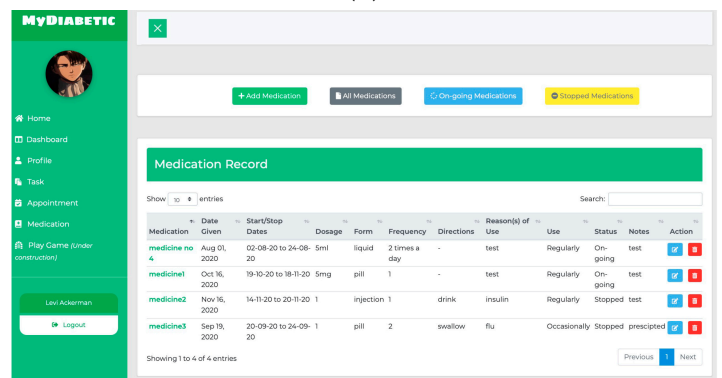 MyDiabetic
Home
Dashboard
Profile
Task
Appointment
Medication
Play Game (Under
construction)
Levi Ackerman
Logout
+ Add Medication
All Medications
On-going Medications
Stopped Medications
Medication Record
Show 10 entries
Search:
Medication Date Given Start/Stop Dates Dosage Form Frequency Directions Reason(s) of Use Use Status Notes Action
medicine no 4 Aug 01, 2020 02-08-20 to 24-08-20 5ml liquid 2 times a day - test Regularly On-going test
medicine1 Oct 16, 2020 19-10-20 to 18-11-20 5mg pill 1 - test Regularly On-going test
medicine2 Nov 16, 2020 14-11-20 to 20-11-20 1 injection 1 drink insulin Regularly Stopped test
medicine3 Sep 19, 2020 20-09-20 to 24-09-20 1 pill 2 swallow flu Occasionally Stopped prescipted
Showing 1 to 4 of 4 entries
Previous 1 Next